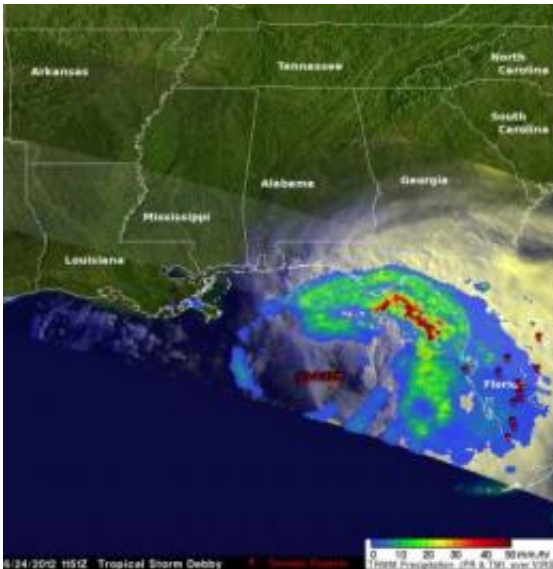 Arkansas
Tennessee
North
Carolina
South
Carolina
Alabama
Georgia
Mississippi
Louisiana
Flori
0 10 20 30 40 50 mm/hr
6/24/2012 1151Z Tropical Storm Debby
TRMM Precipitation (PR & TMI, over VIRS